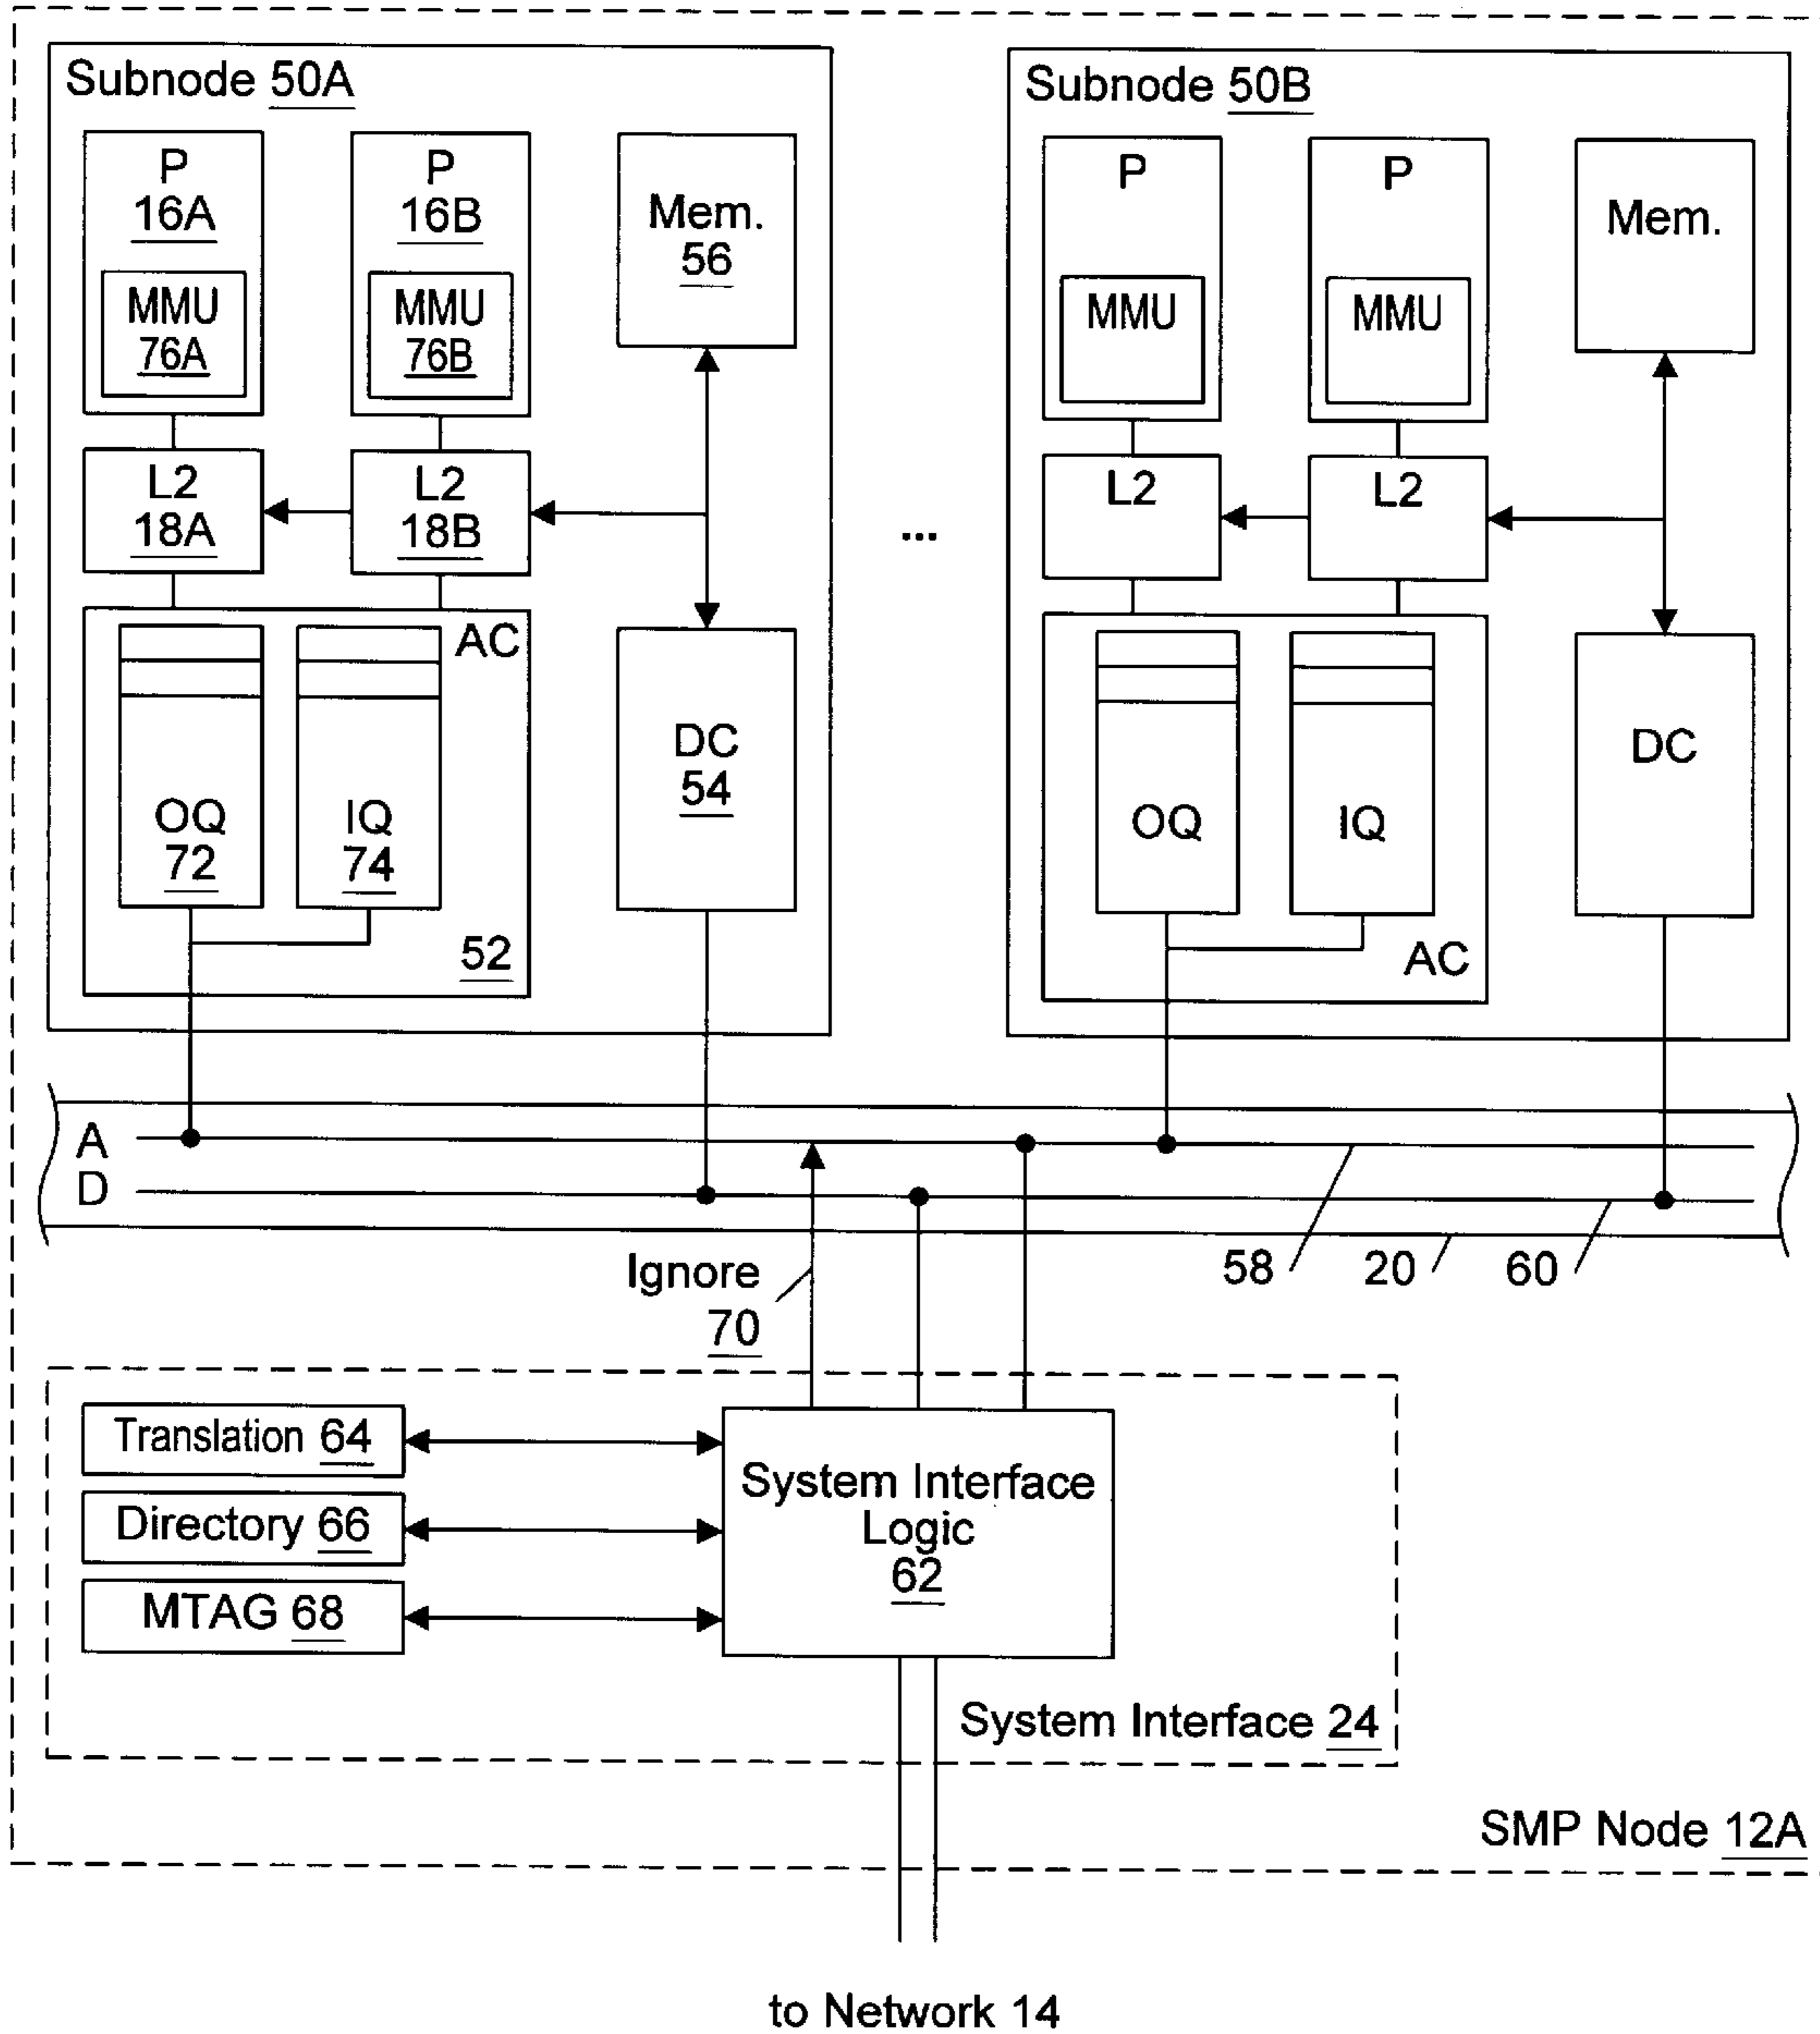 Subnode 50A
P
16A
MMU
76A
P
16B
MMU
76B
Mem.
56
L2
18A
L2
18B
AC
OQ
72
IQ
74
52
DC
54
...
Subnode 50B
P
MMU
P
MMU
Mem.
L2
L2
OQ
IQ
AC
DC
A
D
58
20
60
Ignore
70
Translation 64
Directory 66
MTAG 68
System Interface
Logic
62
System Interface 24
SMP Node 12A
to Network 14